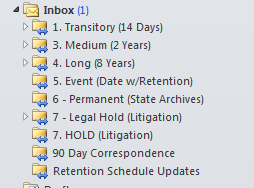 Inbox (1)
1. Transitory (14 Days)
3. Medium (2 Years)
4. Long (8 Years)
5. Event (Date w/Retention)
6 - Permanent (State Archives)
7 - Legal Hold (Litigation)
7. HOLD (Litigation)
90 Day Correspondence
Retention Schedule Updates